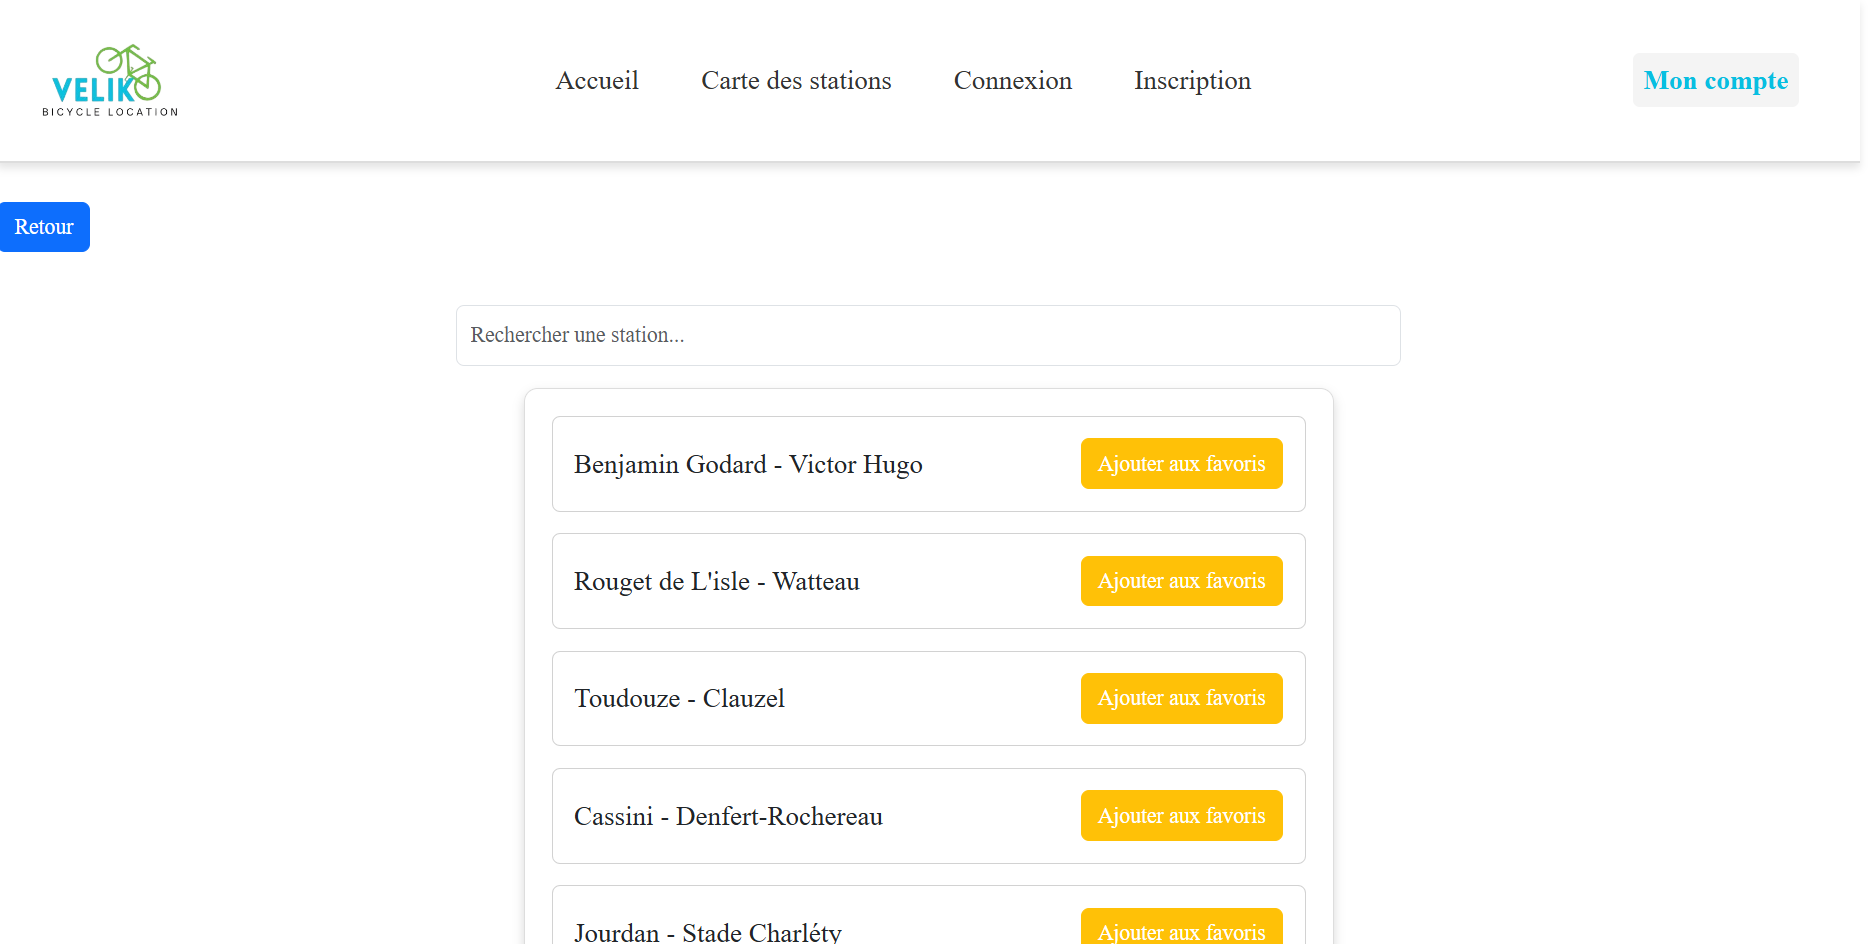 VELIKO
BICYCLE LOCATION
Accueil
Carte des stations
Connexion
Inscription
Mon compte
Retour
Rechercher une station...
Benjamin Godard - Victor Hugo
Ajouter aux favoris
Rouget de L'isle - Watteau
Ajouter aux favoris
Toudouze - Clauzel
Ajouter aux favoris
Cassini - Denfert-Rochereau
Ajouter aux favoris
Jourdan - Stade Charléty
Ajouter aux favoris